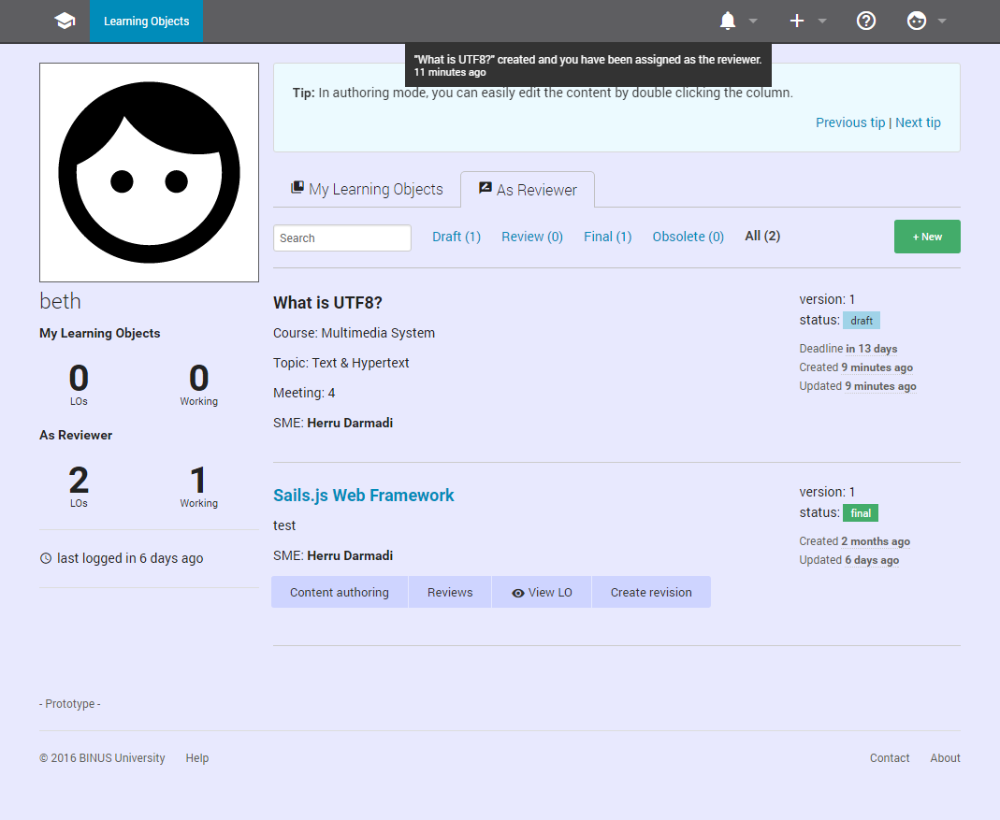 Learning Objects
"What is UTF8?" created and you have been assigned as the reviewer.
11 minutes ago
Tip: In authoring mode, you can easily edit the content by double clicking the column.
Previous tip | Next tip
My Learning Objects
As Reviewer
Search
Draft (1)
Review (0)
Final (1)
Obsolete (0)
All (2)
+ New
beth
My Learning Objects
0
0
LOs
Working
As Reviewer
2
1
LOs
Working
last logged in 6 days ago
What is UTF8?
Course: Multimedia System
Topic: Text & Hypertext
Meeting: 4
SME: Herru Darmadi
version: 1
status: draft
Deadline in 13 days
Created 9 minutes ago
Updated 9 minutes ago
Sails.js Web Framework
test
SME: Herru Darmadi
Content authoring
Reviews
View LO
Create revision
version: 1
status: final
Created 2 months ago
Updated 6 days ago
- Prototype -
© 2016 BINUS University
Help
Contact
About